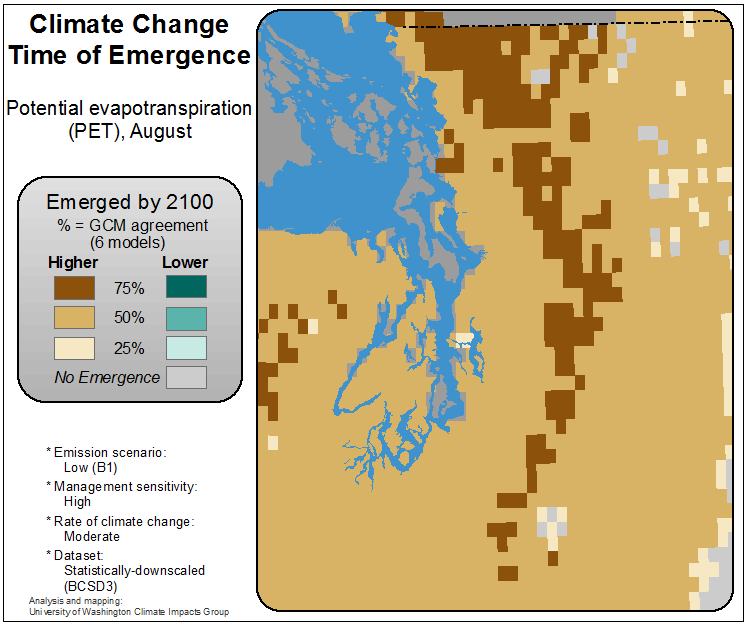 Climate Change
Time of Emergence
Potential evapotranspiration
(PET), August
Emerged by 2100
% = GCM agreement
(6 models)
Higher Lower
75%
50%
25%
No Emergence
* Emission scenario:
Low (B1)
* Management sensitivity:
High
* Rate of climate change:
Moderate
* Dataset:
Statistically-downscaled
(BCSD3)
Analysis and mapping:
University of Washington Climate Impacts Group